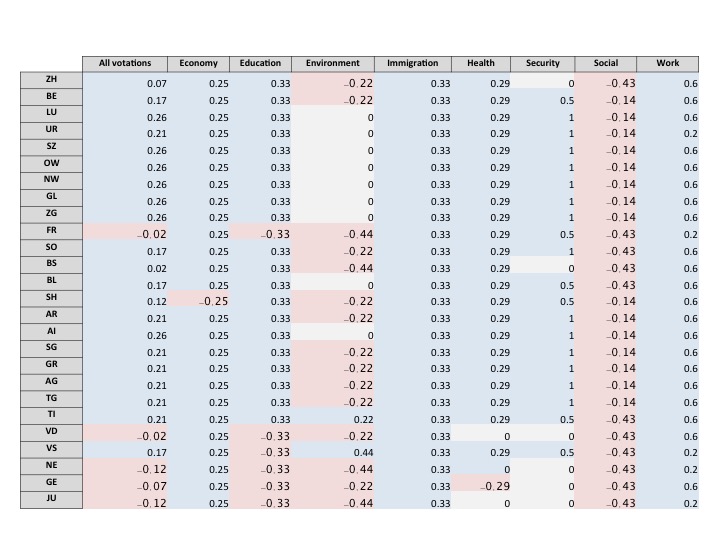 All votations Economy Education Environment Immigration Health Security Social Work
ZH 0.07 0.25 0.33 –0.22 0.33 0.29 0 –0.43 0.6
BE 0.17 0.25 0.33 –0.22 0.33 0.29 0.5 –0.14 0.6
LU 0.26 0.25 0.33 0 0.33 0.29 1 –0.14 0.6
UR 0.21 0.25 0.33 0 0.33 0.29 1 –0.14 0.2
SZ 0.26 0.25 0.33 0 0.33 0.29 1 –0.14 0.6
OW 0.26 0.25 0.33 0 0.33 0.29 1 –0.14 0.6
NW 0.26 0.25 0.33 0 0.33 0.29 1 –0.14 0.6
GL 0.26 0.25 0.33 0 0.33 0.29 1 –0.14 0.6
ZG 0.26 0.25 0.33 0 0.33 0.29 1 –0.14 0.6
FR –0.02 0.25 –0.33 –0.44 0.33 0.29 0.5 –0.43 0.2
SO 0.17 0.25 0.33 –0.22 0.33 0.29 1 –0.43 0.6
BS 0.02 0.25 0.33 –0.44 0.33 0.29 0 –0.43 0.6
BL 0.17 0.25 0.33 0 0.33 0.29 0.5 –0.43 0.6
SH 0.12 –0.25 0.33 –0.22 0.33 0.29 0.5 –0.14 0.6
AR 0.21 0.25 0.33 –0.22 0.33 0.29 1 –0.14 0.6
AI 0.26 0.25 0.33 0 0.33 0.29 1 –0.14 0.6
SG 0.21 0.25 0.33 –0.22 0.33 0.29 1 –0.14 0.6
GR 0.21 0.25 0.33 –0.22 0.33 0.29 1 –0.14 0.6
AG 0.21 0.25 0.33 –0.22 0.33 0.29 1 –0.14 0.6
TG 0.21 0.25 0.33 –0.22 0.33 0.29 1 –0.14 0.6
TI 0.21 0.25 0.33 0.22 0.33 0.29 0.5 –0.43 0.6
VD –0.02 0.25 –0.33 –0.22 0.33 0 0 –0.43 0.6
VS 0.17 0.25 –0.33 0.44 0.33 0.29 0.5 –0.43 0.2
NE –0.12 0.25 –0.33 –0.44 0.33 0 0 –0.43 0.2
GE –0.07 0.25 –0.33 –0.22 0.33 –0.29 0 –0.43 0.6
JU –0.12 0.25 –0.33 –0.44 0.33 0 0 –0.43 0.2